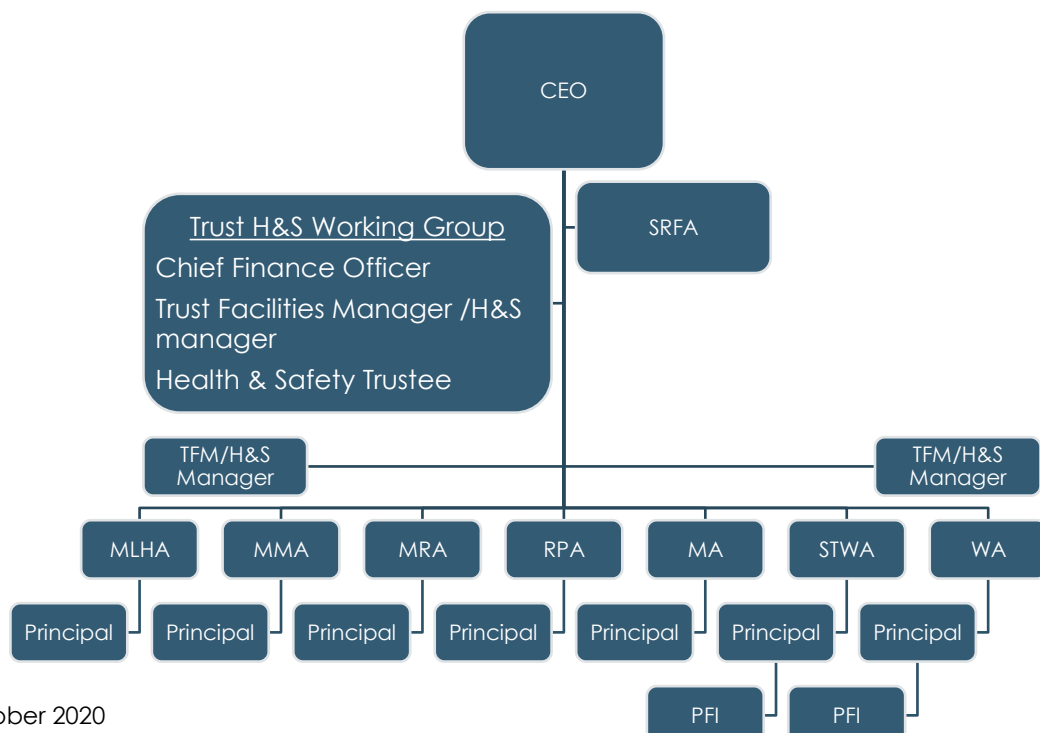 CEO
SRFA
Trust H&S Working Group
Chief Finance Officer
Trust Facilities Manager /H&S
manager
Health & Safety Trustee
TFM/H&S
Manager
TFM/H&S
Manager
MLHA
MMA
MRA
RPA
MA
STWA
WA
Principal
Principal
Principal
Principal
Principal
Principal
Principal
PFI
PFI
2020